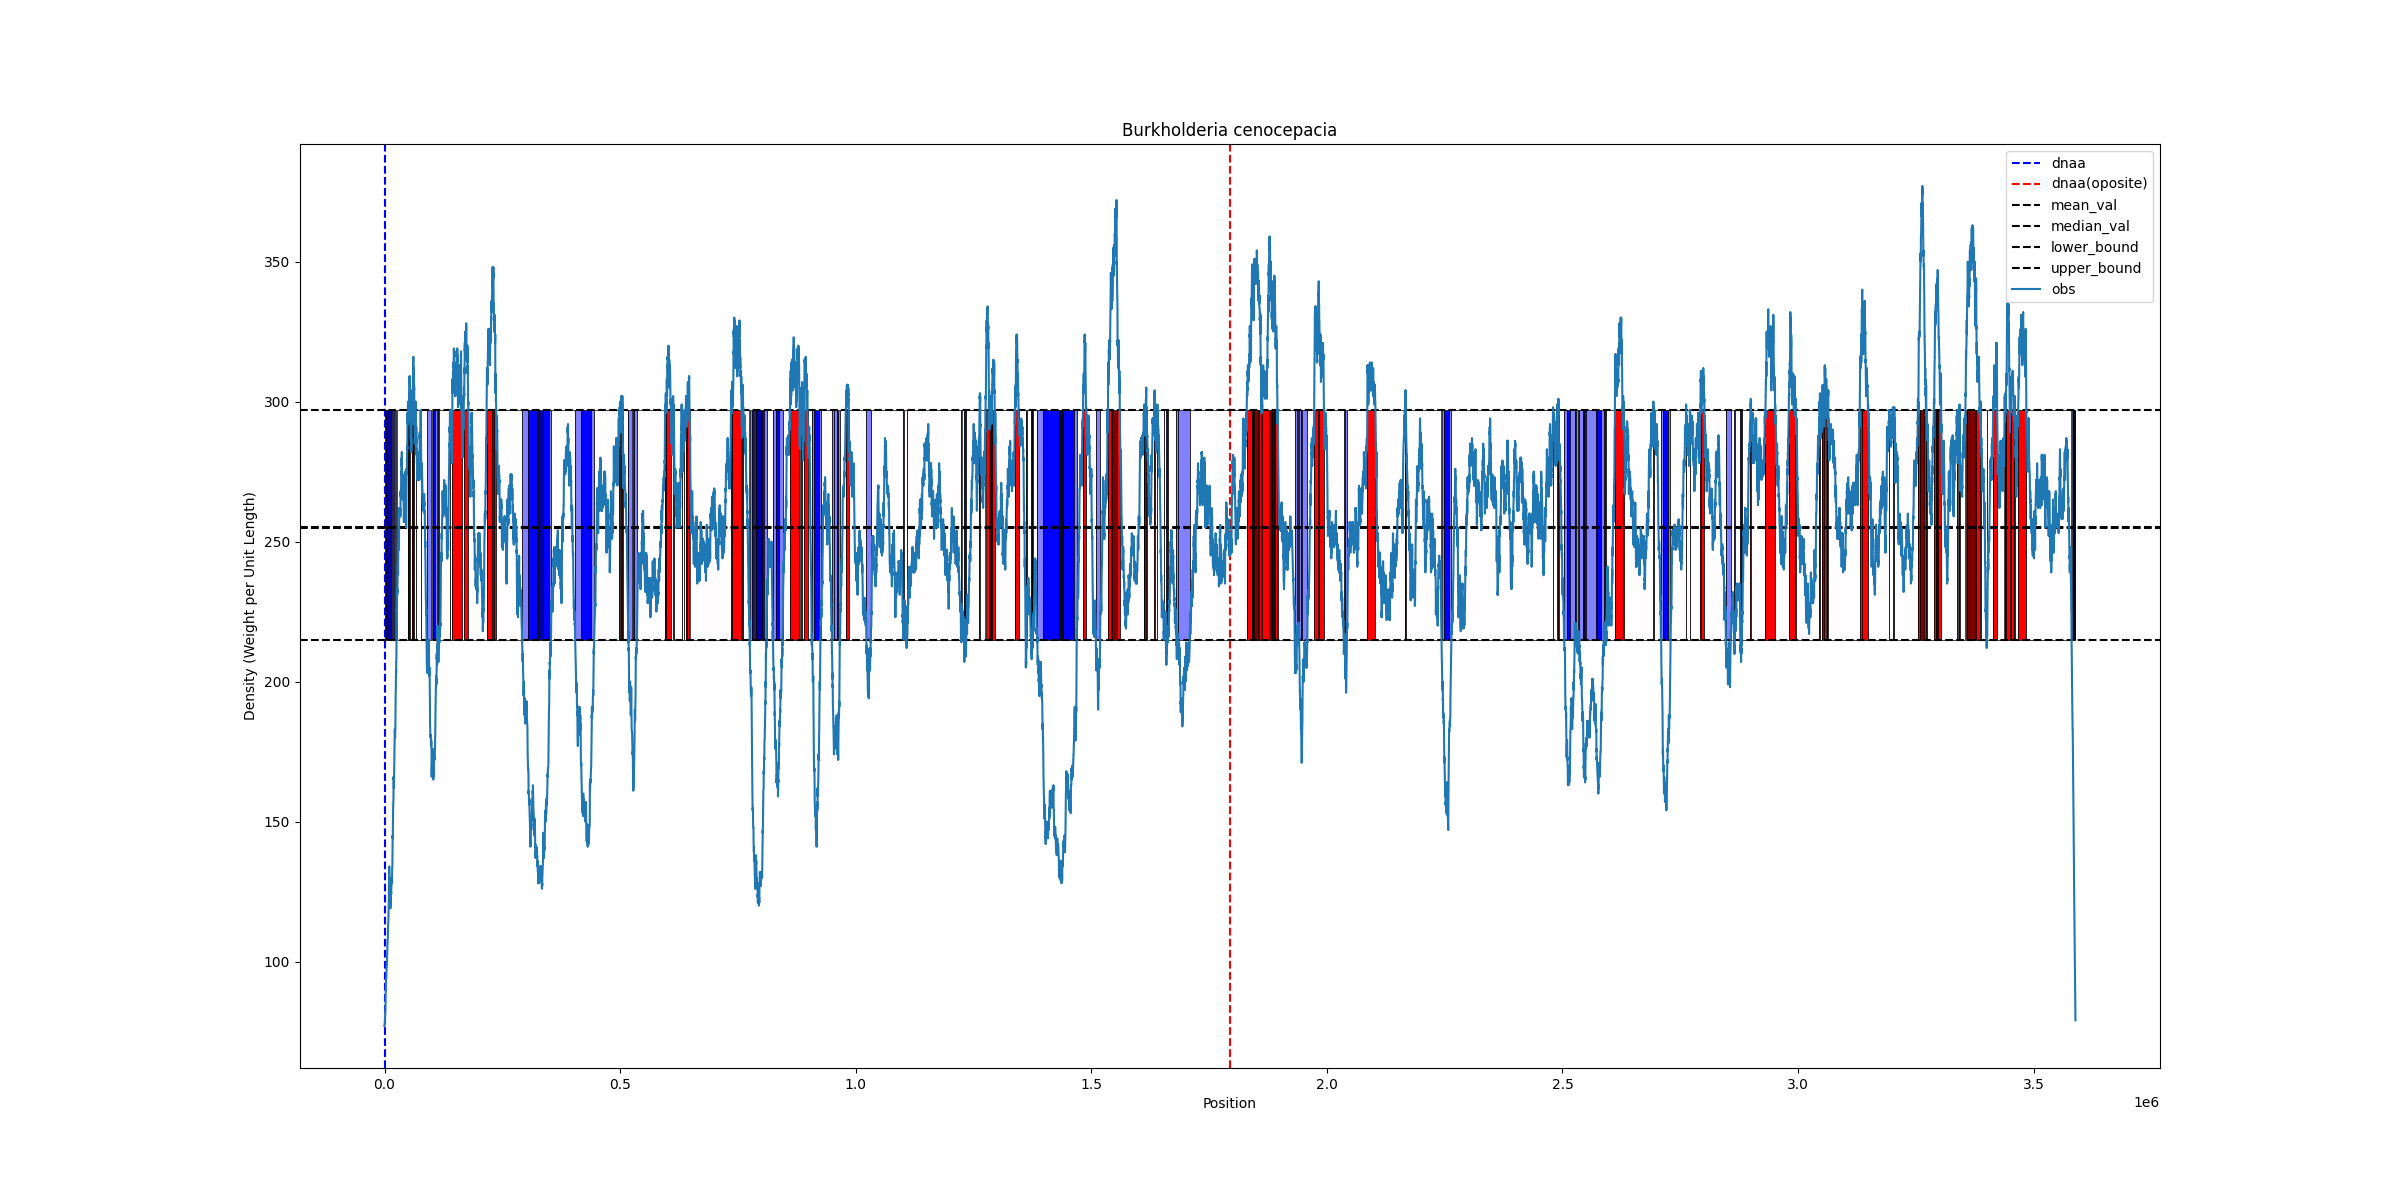 Burkholderia cenocepacia
dnaa
dnaa(oposite)
mean_val
median_val
lower_bound
upper_bound
obs
Density (Weight per Unit Length)
350
300
250
200
150
100
0.0 0.5 1.0 1.5 2.0 2.5 3.0 3.5
Position
1e6